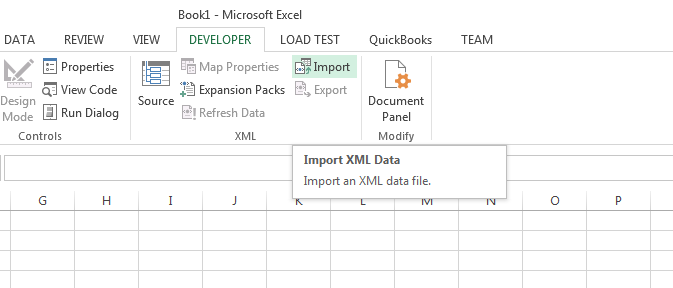 Book1 - Microsoft Excel
DATA REVIEW VIEW DEVELOPER LOAD TEST QuickBooks TEAM
Design Mode
Properties
View Code
Run Dialog
Controls
Source
Map Properties
Expansion Packs
Refresh Data
Import
Export
XML
Document Panel
Modify
Import XML Data
Import an XML data file.
G H I J K L M N O P